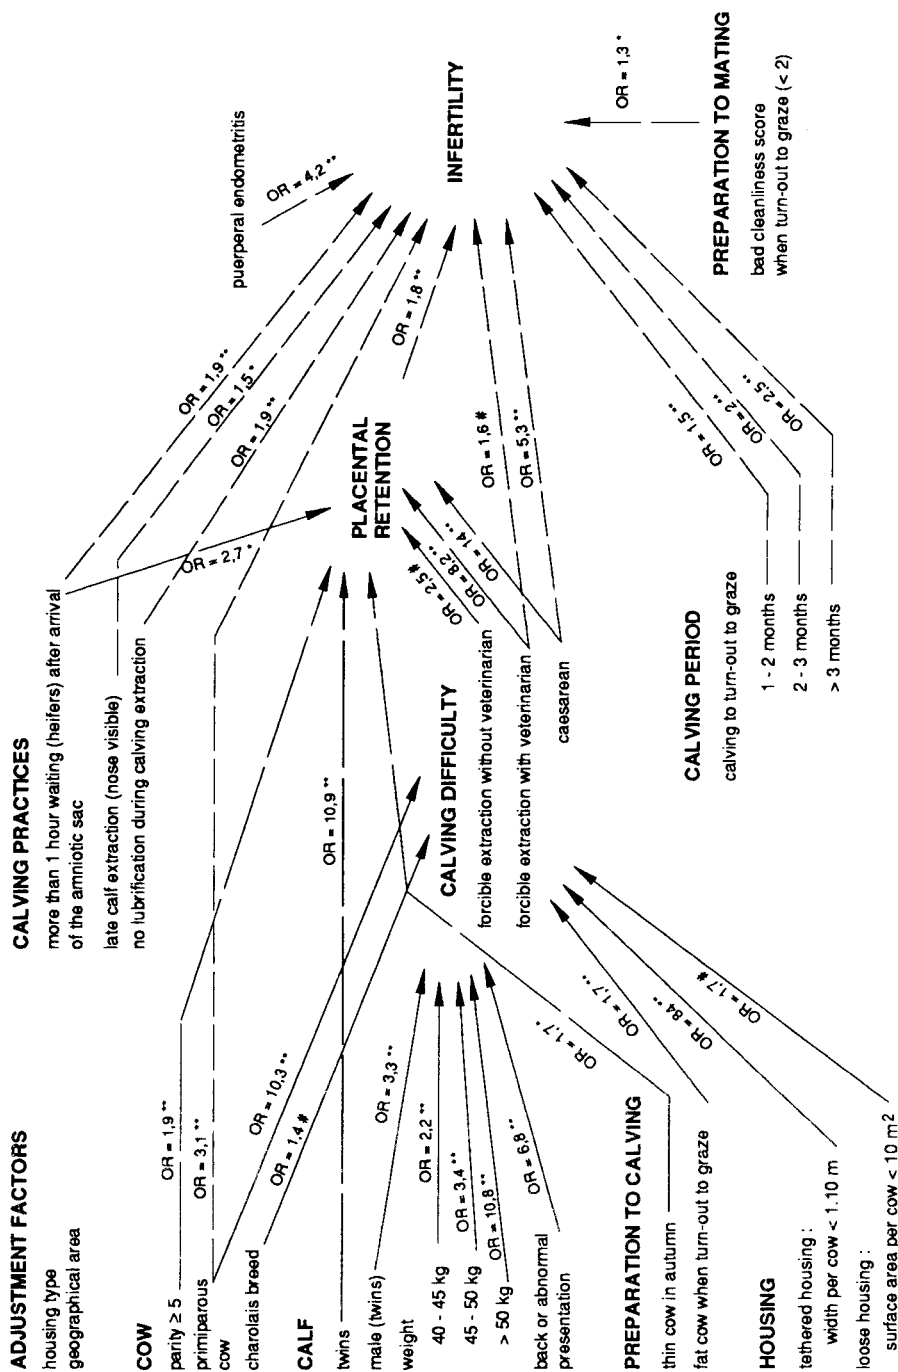 ADJUSTMENT FACTORS
housing type
geographical area
COW
parity ≥ 5
primiparous
cow
charolais breed
CALF
twins
male (twins)
weight
40 - 45 kg
45 - 50 kg
> 50 kg
back or abnormal
presentation
PREPARATION TO CALVING
thin cow in autumn
fat cow when turn-out to graze
HOUSING
tethered housing :
width per cow < 1.10 m
loose housing :
surface area per cow < 10 m²
OR = 1,9 **
OR = 3,1 **
OR = 10,3 **
OR = 1,4 #
OR = 10,9 **
OR = 3,3 **
OR = 2,2 **
OR = 3,4 **
OR = 10,8 **
OR = 6,8 **
OR = 1,7 *
OR = 1,7 **
OR = 84 **
OR = 1,7 #
CALVING PRACTICES
more than 1 hour waiting (heifers) after arrival
of the amniotic sac
late calf extraction (nose visible)
no lubrification during calving extraction
CALVING DIFFICULTY
forcible extraction without veterinarian
forcible extraction with veterinarian
caesarean
OR = 2,7 *
OR = 2,5 #
OR = 8,2 **
OR = 14 **
PLACENTAL
RETENTION
CALVING PERIOD
calving to turn-out to graze
1 - 2 months
2 - 3 months
> 3 months
OR = 1,9 **
OR = 1,5 *
OR = 1,9 **
OR = 1,8 **
OR = 1,6 #
OR = 5,3 **
OR = 1,5 **
OR = 2 **
OR = 2,5 **
puerperal endometritis
OR = 4,2 **
INFERTILITY
OR = 1,3 *
PREPARATION TO MATING
bad cleanliness score
when turn-out to graze (< 2)